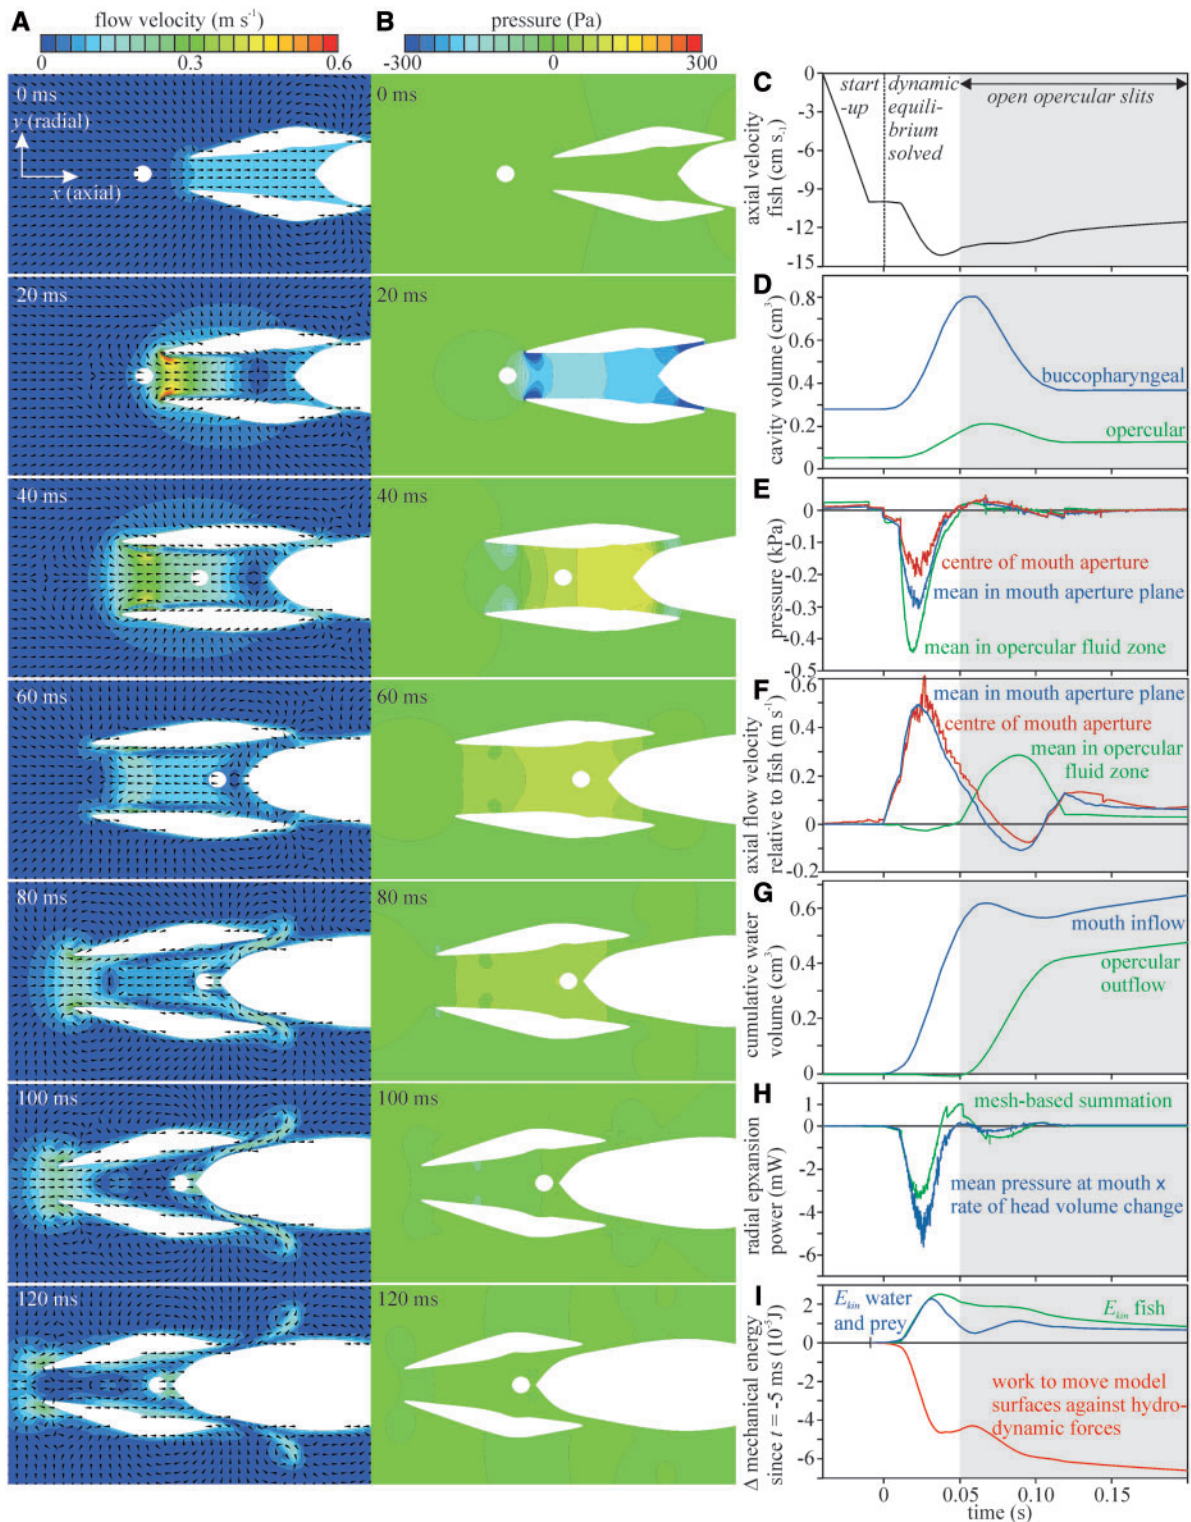 A flow velocity (m s⁻¹)
0 0.3 0.6
B pressure (Pa)
-300 0 300
0 ms
y (radial)
x (axial)
0 ms
20 ms
20 ms
40 ms
40 ms
60 ms
60 ms
80 ms
80 ms
100 ms
100 ms
120 ms
120 ms
C
axial velocity
fish (cm s-1)
0
-3
-6
-9
-12
-15
start
-up
dynamic
equili-
brium
solved
open opercular slits
D
cavity volume (cm³)
0.8
0.4
0.2
0
buccopharyngeal
opercular
E
pressure (kPa)
0
-0.1
-0.2
-0.3
-0.4
-0.5
centre of mouth aperture
mean in mouth aperture plane
mean in opercular fluid zone
F
axial flow velocity
relative to fish (m s⁻¹)
0.6
0.4
0.2
0
-0.2
mean in mouth aperture plane
centre of mouth aperture
mean in opercular
fluid zone
G
cumulative water
volume (cm³)
0.6
0.4
0.2
0
mouth inflow
opercular
outflow
H
radial epxansion
power (mW)
1
0
-2
-4
-6
mesh-based summation
mean pressure at mouth x
rate of head volume change
I
Δ mechanical energy
since t = -5 ms (10⁻⁵J)
2
0
-2
-4
-6
Ekin water
and prey
Ekin fish
work to move model
surfaces against hydro-
dynamic forces
0 0.05 0.10 0.15
time (s)